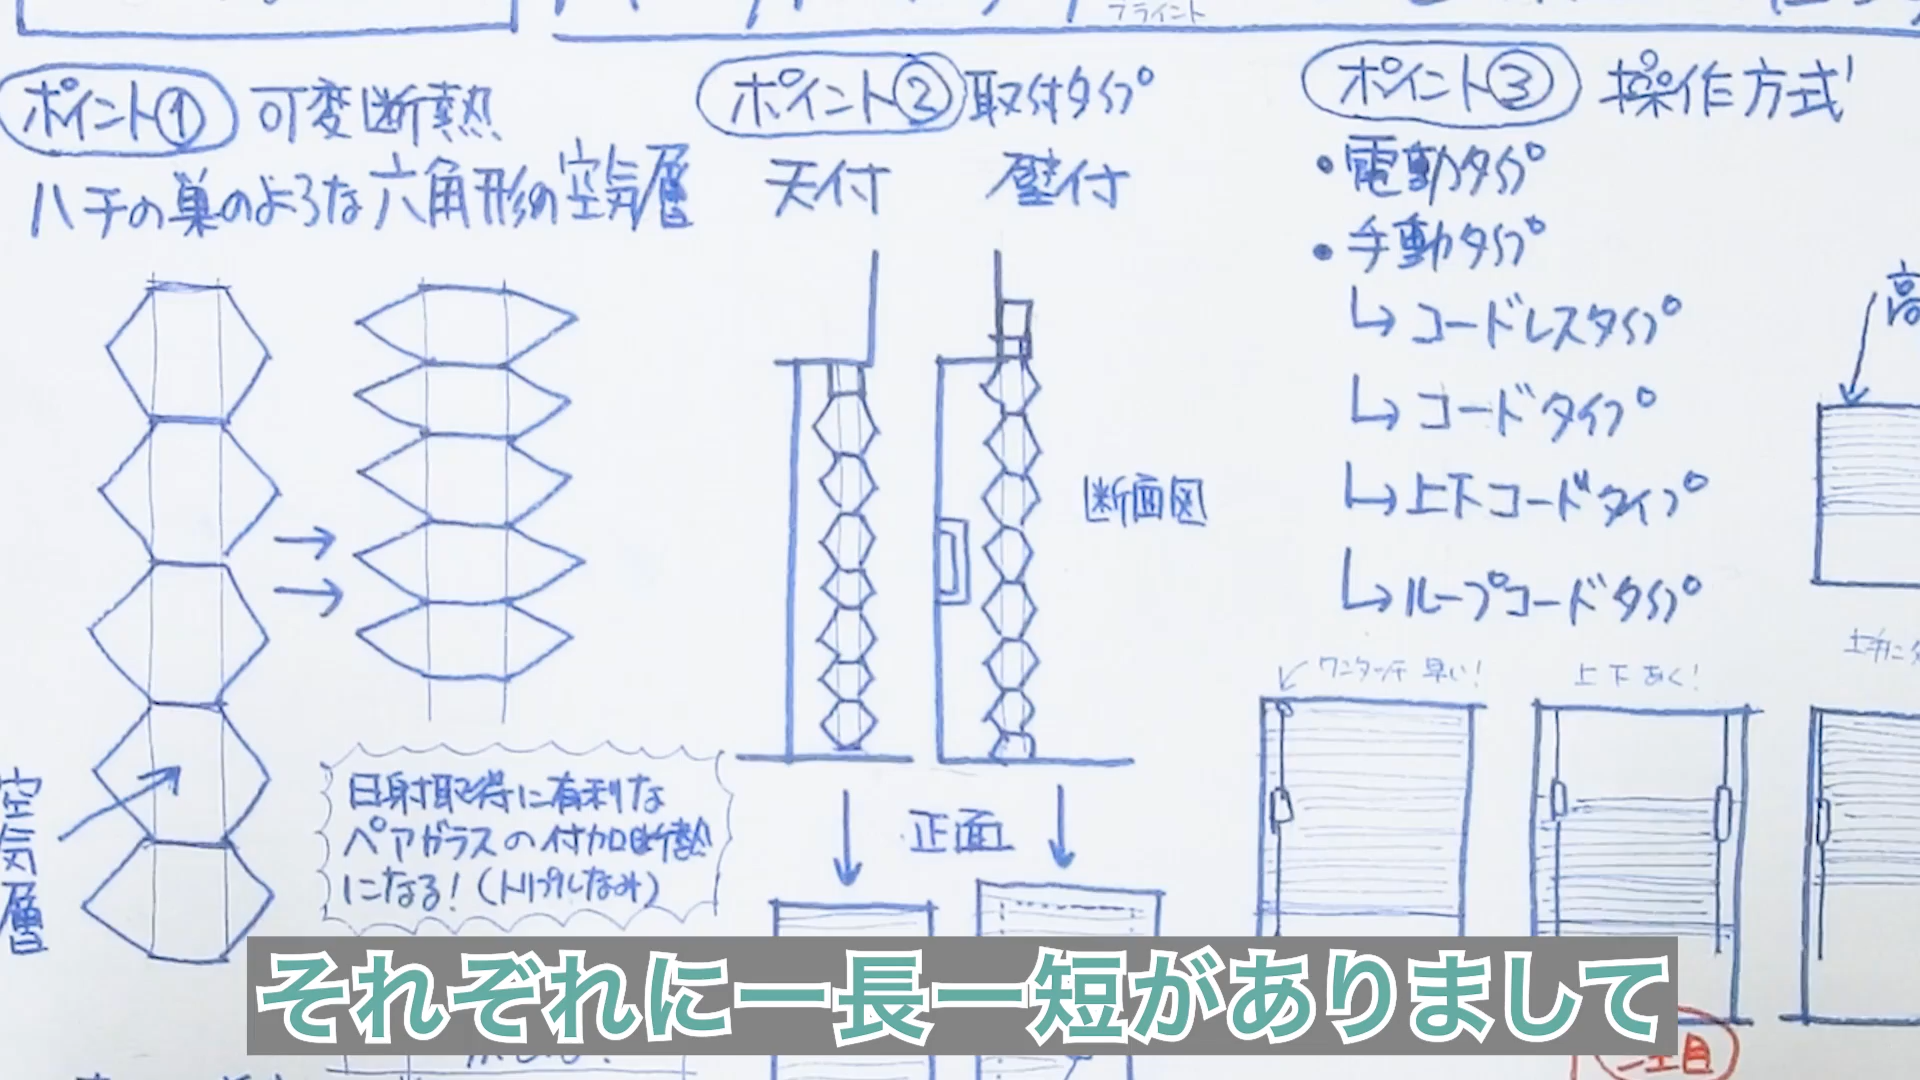 ブラインド
ポイント① 可変断熱
ハチの巣のような六角形の空気層
空気層
日射取得に有利な
ペアガラスの付加断熱
になる！（トリプルなみ）
ポイント② 取付タイプ
天付 壁付
断面図
正面
ポイント③ 操作方式
・電動タイプ
・手動タイプ
↳コードレスタイプ
↳コードタイプ
↳上下コードタイプ
↳ループコードタイプ
高
ワンタッチ 早い！
上下 あく！
それぞれに一長一短がありまして